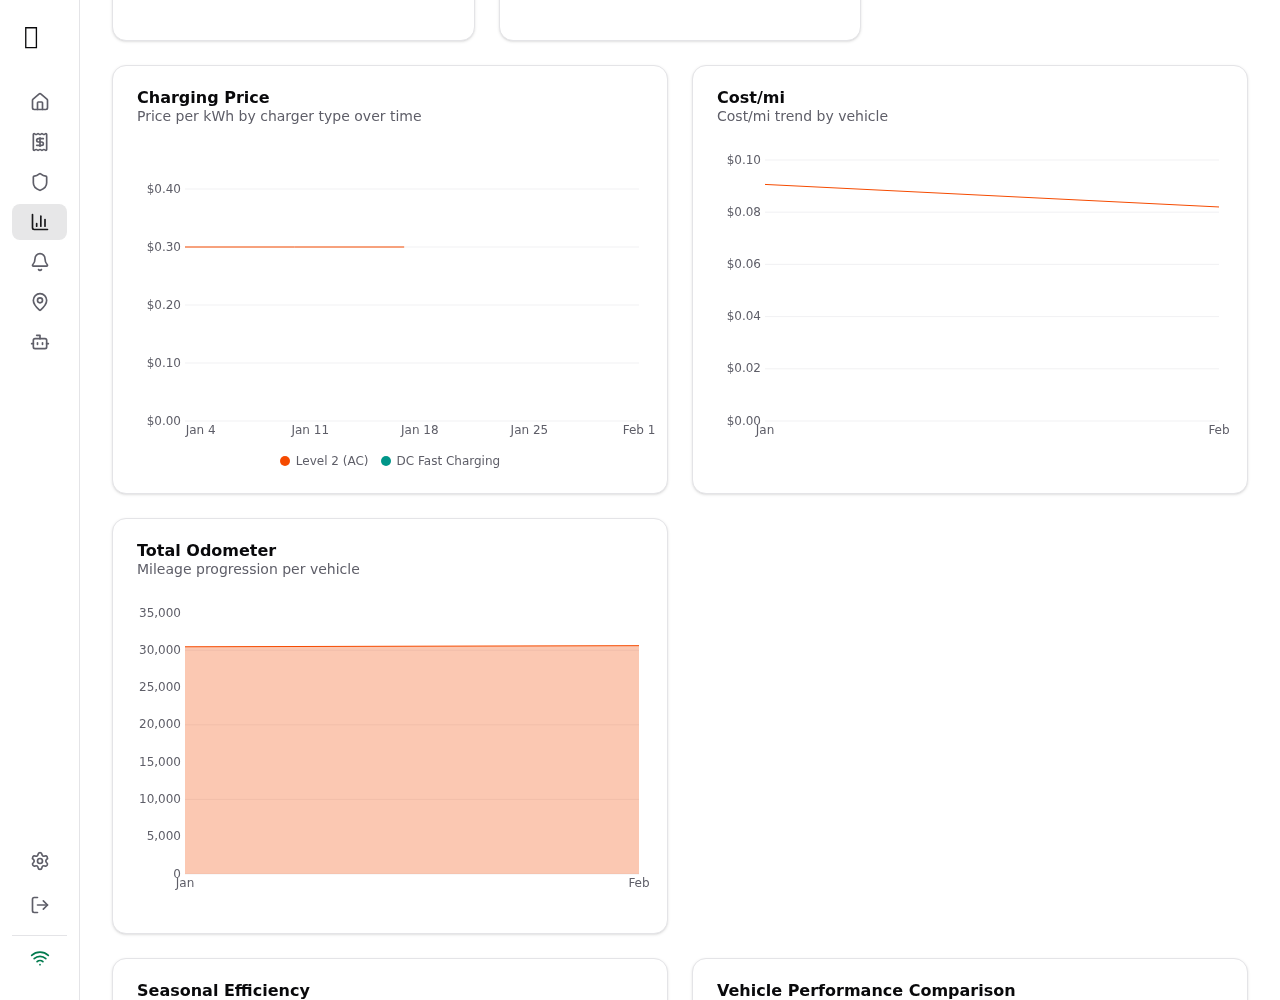 Charging Price
Price per kWh by charger type over time
$0.40
$0.30
$0.20
$0.10
$0.00
Jan 4 Jan 11 Jan 18 Jan 25 Feb 1
Level 2 (AC) DC Fast Charging
Cost/mi
Cost/mi trend by vehicle
$0.10
$0.08
$0.06
$0.04
$0.02
$0.00
Jan Feb
Total Odometer
Mileage progression per vehicle
35,000
30,000
25,000
20,000
15,000
10,000
5,000
0
Jan Feb
Seasonal Efficiency
Vehicle Performance Comparison